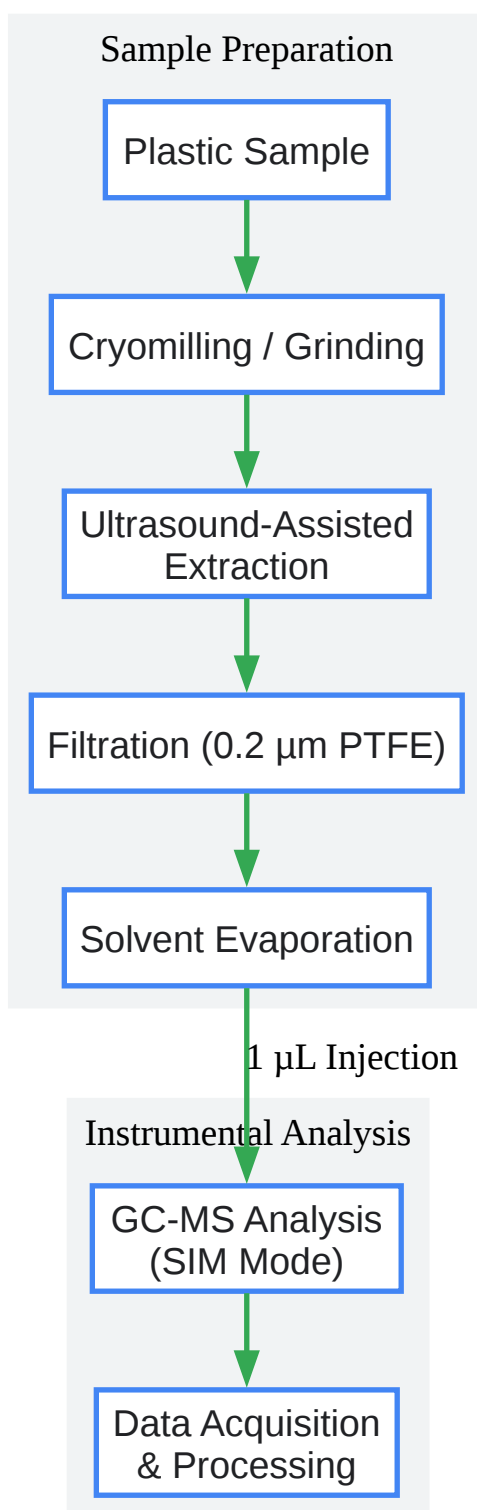 Sample Preparation
Plastic Sample
Cryomilling / Grinding
Ultrasound-Assisted
Extraction
Filtration (0.2 µm PTFE)
Solvent Evaporation
1 µL Injection
Instrumental Analysis
GC-MS Analysis
(SIM Mode)
Data Acquisition
& Processing